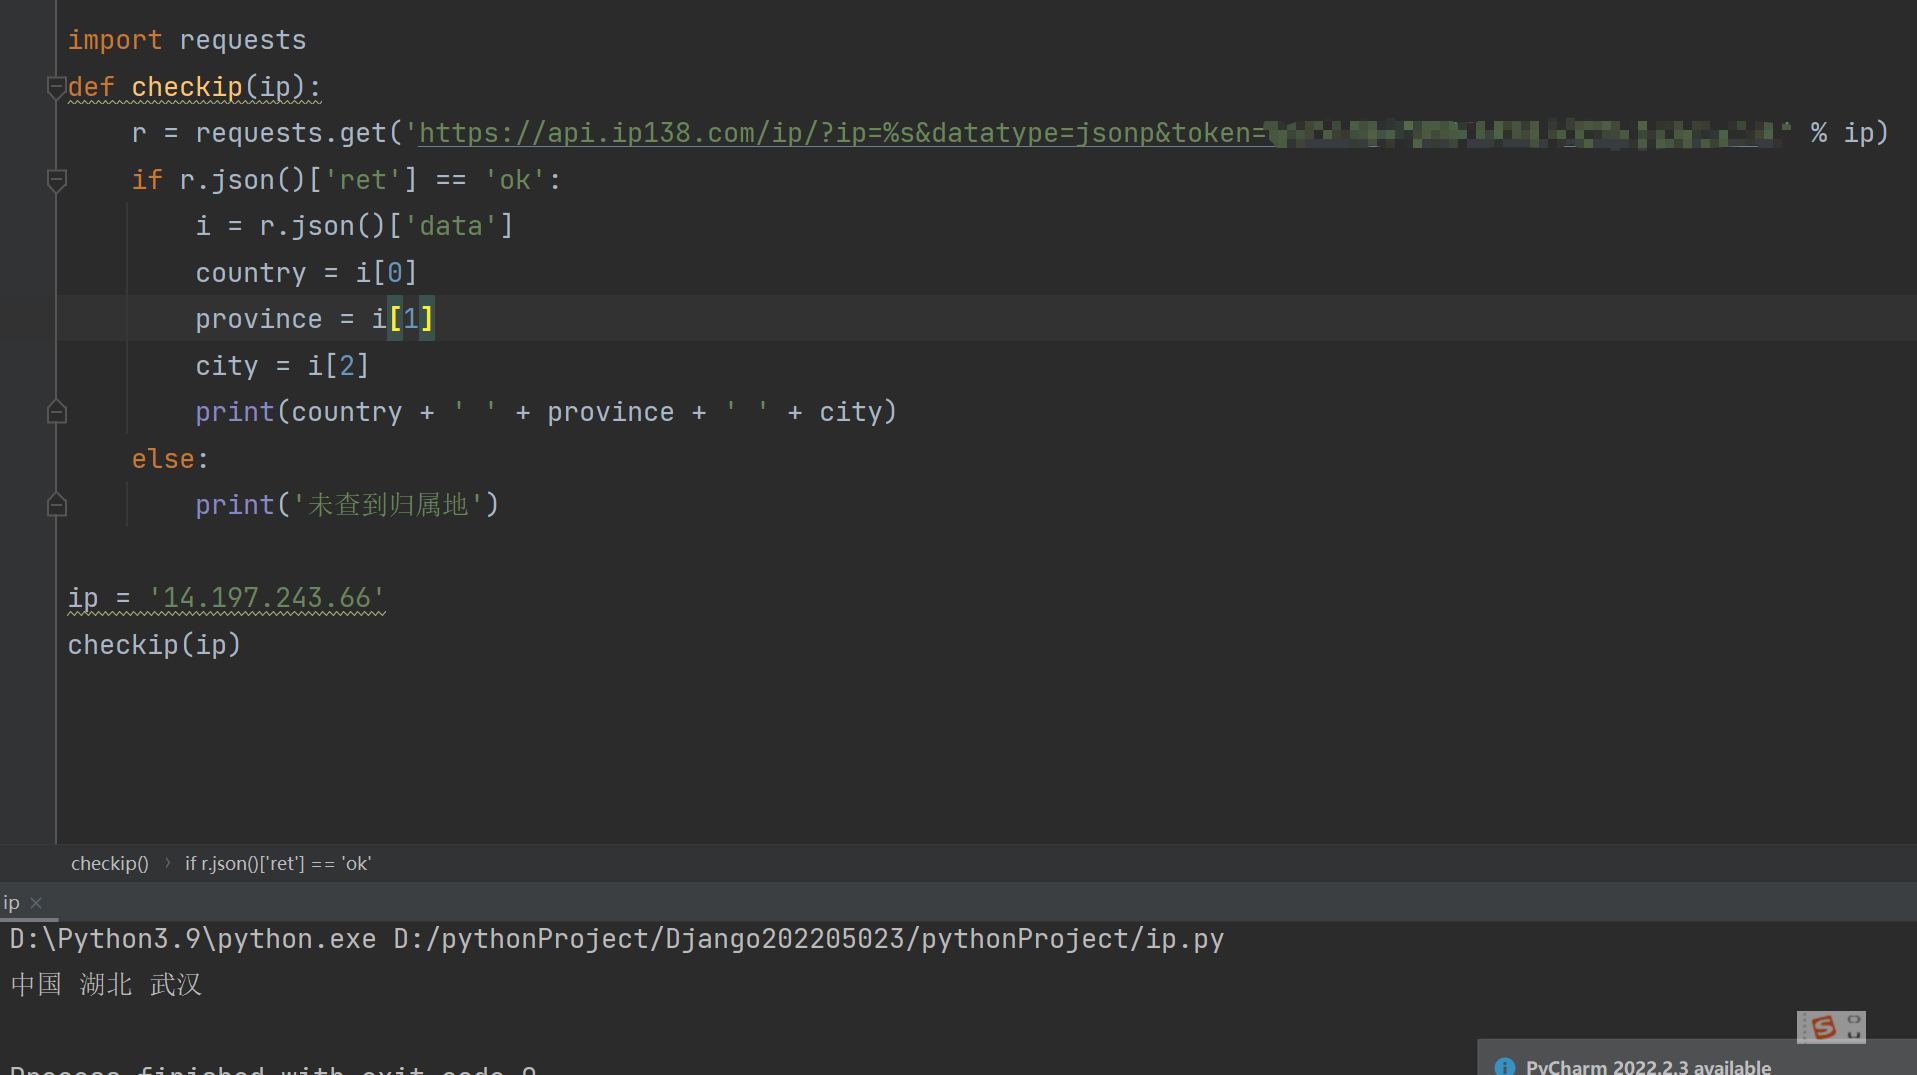 import requests
def checkip(ip):
    r = requests.get('https://api.ip138.com/ip/?ip=%s&datatype=jsonp&token=' % ip)
    if r.json()['ret'] == 'ok':
        i = r.json()['data']
        country = i[0]
        province = i[1]
        city = i[2]
        print(country + ' ' + province + ' ' + city)
    else:
        print('未查到归属地')
ip = '14.197.243.66'
checkip(ip)
checkip() › if r.json()['ret'] == 'ok'
ip ×
D:\Python3.9\python.exe D:/pythonProject/Django202205023/pythonProject/ip.py
中国 湖北 武汉
Process finished with exit code 0
PyCharm 2022.2.3 available